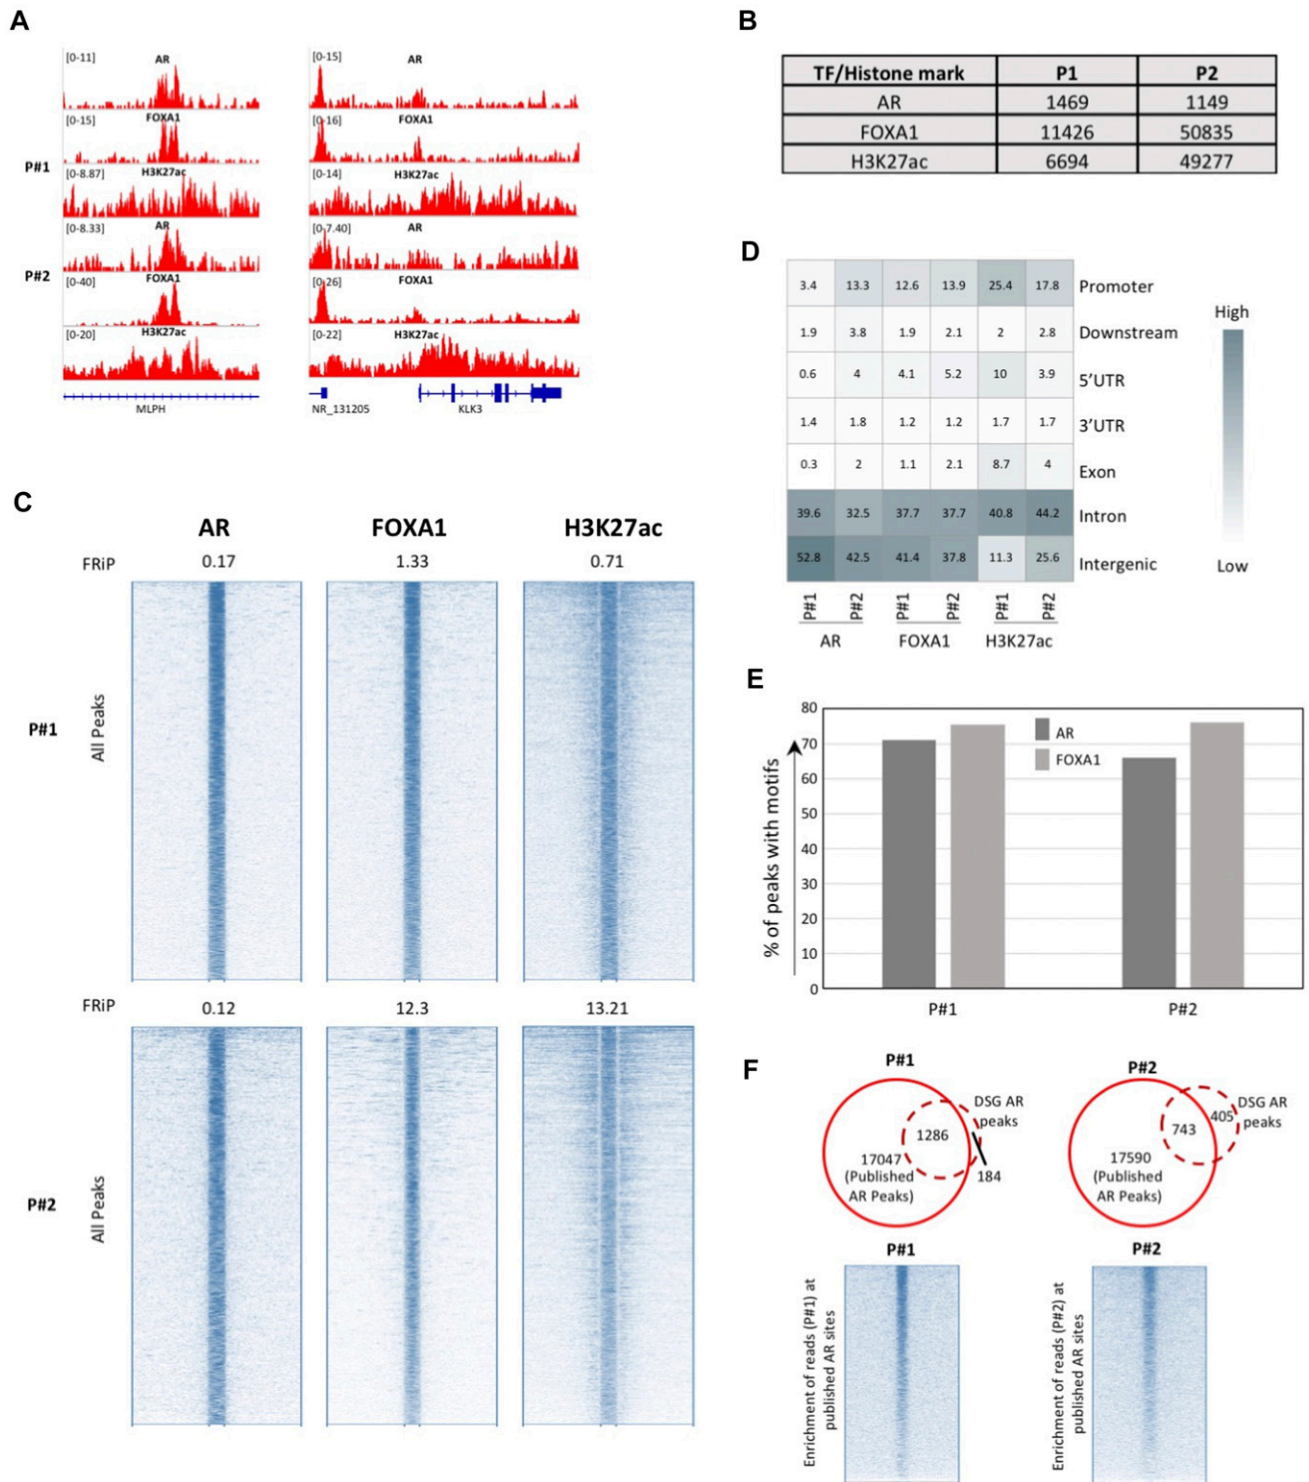 A
[0-11]
AR
[0-15]
FOXA1
[0-8.87]
H3K27ac
P#1
[0-8.33]
AR
[0-40]
FOXA1
[0-20]
H3K27ac
P#2
MLPH
[0-15]
AR
[0-16]
FOXA1
[0-14]
H3K27ac
[0-7.40]
AR
[0-26]
FOXA1
[0-22]
H3K27ac
NR_131205
KLK3
B
TF/Histone mark P1 P2
AR 1469 1149
FOXA1 11426 50835
H3K27ac 6694 49277
C
AR FOXA1 H3K27ac
FRiP 0.17 1.33 0.71
P#1
All Peaks
FRiP 0.12 12.3 13.21
P#2
All Peaks
D
3.4 13.3 12.6 13.9 25.4 17.8 Promoter
1.9 3.8 1.9 2.1 2 2.8 Downstream
0.6 4 4.1 5.2 10 3.9 5'UTR
1.4 1.8 1.2 1.2 1.7 1.7 3'UTR
0.3 2 1.1 2.1 8.7 4 Exon
39.6 32.5 37.7 37.7 40.8 44.2 Intron
52.8 42.5 41.4 37.8 11.3 25.6 Intergenic
P#1 P#2 P#1 P#2 P#1 P#2
AR FOXA1 H3K27ac
High
Low
E
% of peaks with motifs
80
70
60
50
40
30
20
10
0
AR
FOXA1
P#1 P#2
F
P#1
DSG AR
peaks
1286
17047
(Published
AR Peaks)
184
P#2
DSG AR
peaks
405
743
17590
(Published
AR Peaks)
P#1
Enrichment of reads (P#1) at
published AR sites
P#2
Enrichment of reads (P#2) at
published AR sites